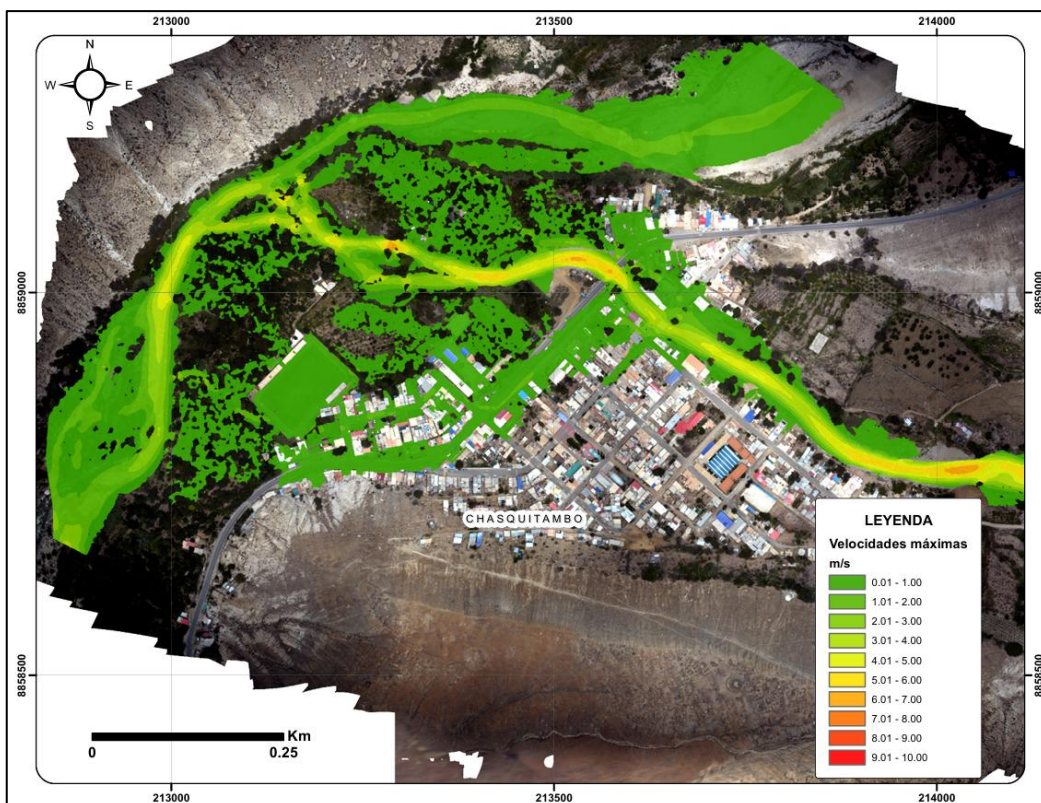 213000
213500
214000
N
W
E
S
8859000
8859000
CHASQUITAMBO
LEYENDA
Velocidades máximas
m/s
0.01 - 1.00
1.01 - 2.00
2.01 - 3.00
3.01 - 4.00
4.01 - 5.00
5.01 - 6.00
6.01 - 7.00
7.01 - 8.00
8.01 - 9.00
9.01 - 10.00
8858500
8858500
Km
0
0.25
213000
213500
214000